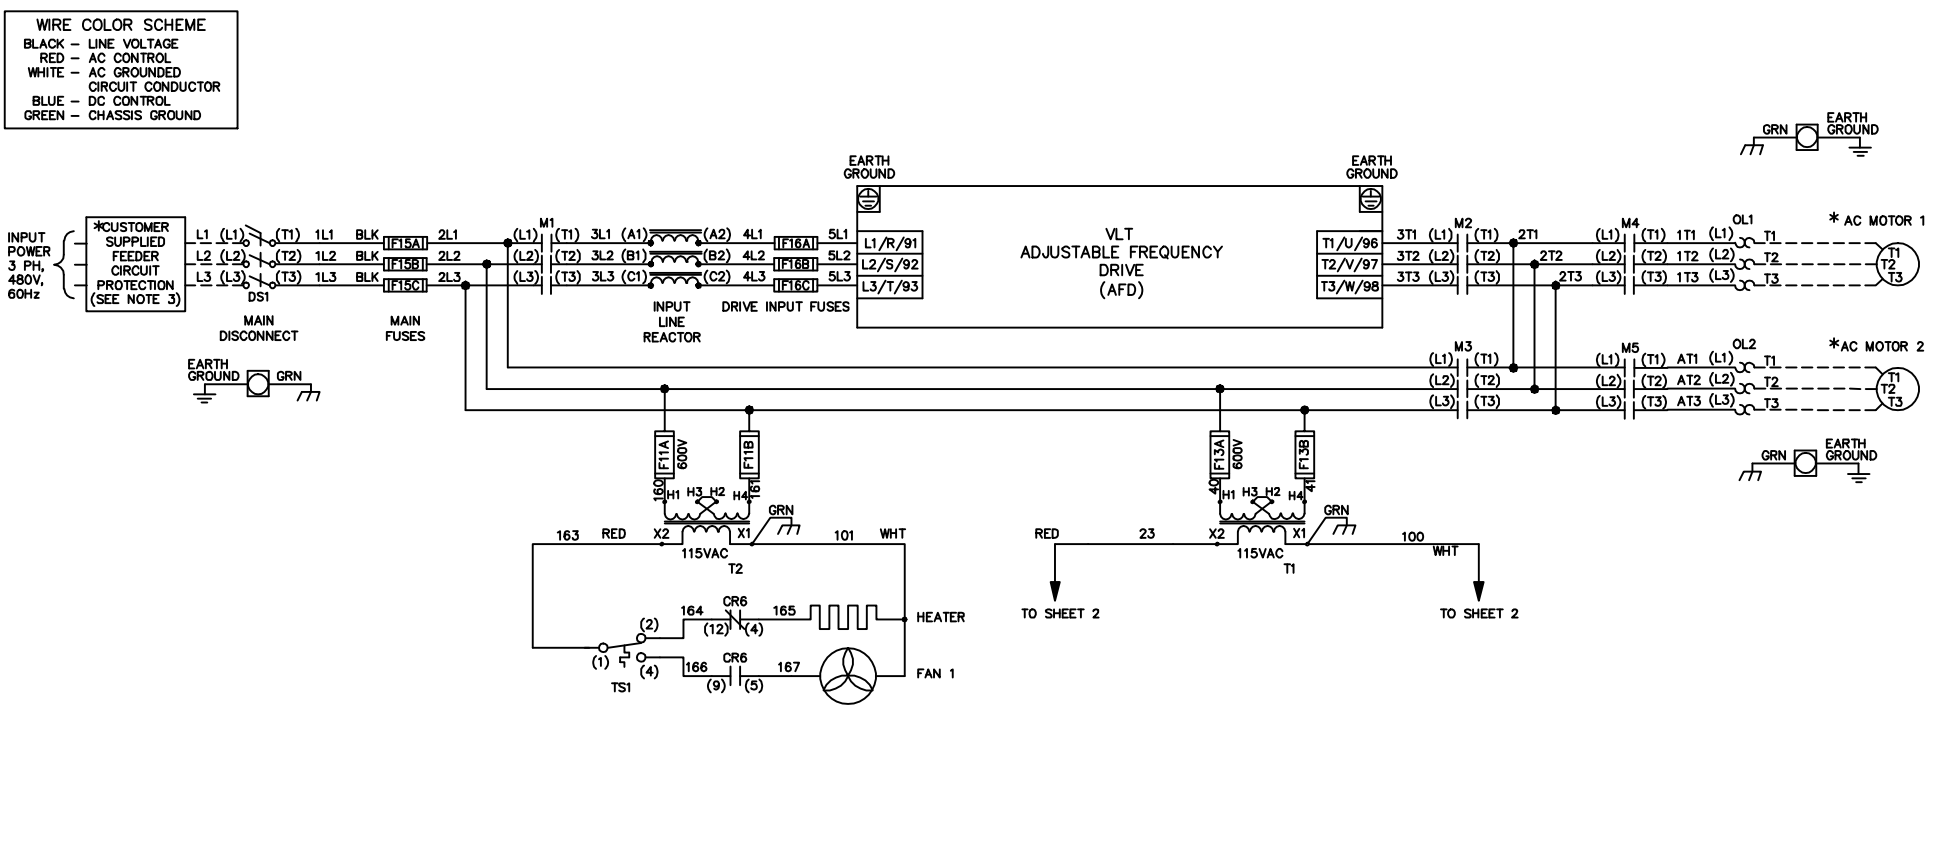 WIRE COLOR SCHEME
BLACK – LINE VOLTAGE
RED – AC CONTROL
WHITE – AC GROUNDED
CIRCUIT CONDUCTOR
BLUE – DC CONTROL
GREEN – CHASSIS GROUND
EARTH
GROUND
GRN
EARTH
GROUND
EARTH
GROUND
INPUT
POWER
3 PH,
480V,
60Hz
*CUSTOMER
SUPPLIED
FEEDER
CIRCUIT
PROTECTION
(SEE NOTE 3)
L1 (L1) (T1) 1L1 BLK F15A 2L1 (L1) M1 (T1) 3L1 (A1) (A2) 4L1 F16A 5L1 L1/R/91
L2 (L2) (T2) 1L2 BLK F15B 2L2 (L2) (T2) 3L2 (B1) (B2) 4L2 F16B 5L2 L2/S/92
L3 (L3) (T3) 1L3 BLK F15C 2L3 (L3) (T3) 3L3 (C1) (C2) 4L3 F16C 5L3 L3/T/93
DS1
MAIN
DISCONNECT
MAIN
FUSES
INPUT
LINE
REACTOR
DRIVE INPUT FUSES
VLT
ADJUSTABLE FREQUENCY
DRIVE
(AFD)
T1/U/96 3T1 (L1) M2 (T1) 2T1 (L1) M4 (T1) 1T1 (L1) OL1 T1
T2/V/97 3T2 (L2) (T2) 2T2 (L2) (T2) 1T2 (L2) T2
T3/W/98 3T3 (L3) (T3) 2T3 (L3) (T3) 1T3 (L3) T3
* AC MOTOR 1
T1
T2
T3
EARTH
GROUND
GRN
M3
(L1) (T1) (L1) M5 (T1) AT1 (L1) OL2 T1
(L2) (T2) (L2) (T2) AT2 (L2) T2
(L3) (T3) (L3) (T3) AT3 (L3) T3
*AC MOTOR 2
T1
T2
T3
GRN
EARTH
GROUND
F11A
600V
F11B
160
161
H1 H3 H2 H4
GRN
163 RED X2 X1 101 WHT
115VAC
T2
F13A
600V
F13B
40
41
H1 H3 H2 H4
GRN
RED 23 X2 X1 100
WHT
115VAC
T1
TO SHEET 2
TO SHEET 2
164 CR6 165
(12) (4)
HEATER
(2)
(1)
(4)
TS1
166 CR6 167
(9) (5)
FAN 1